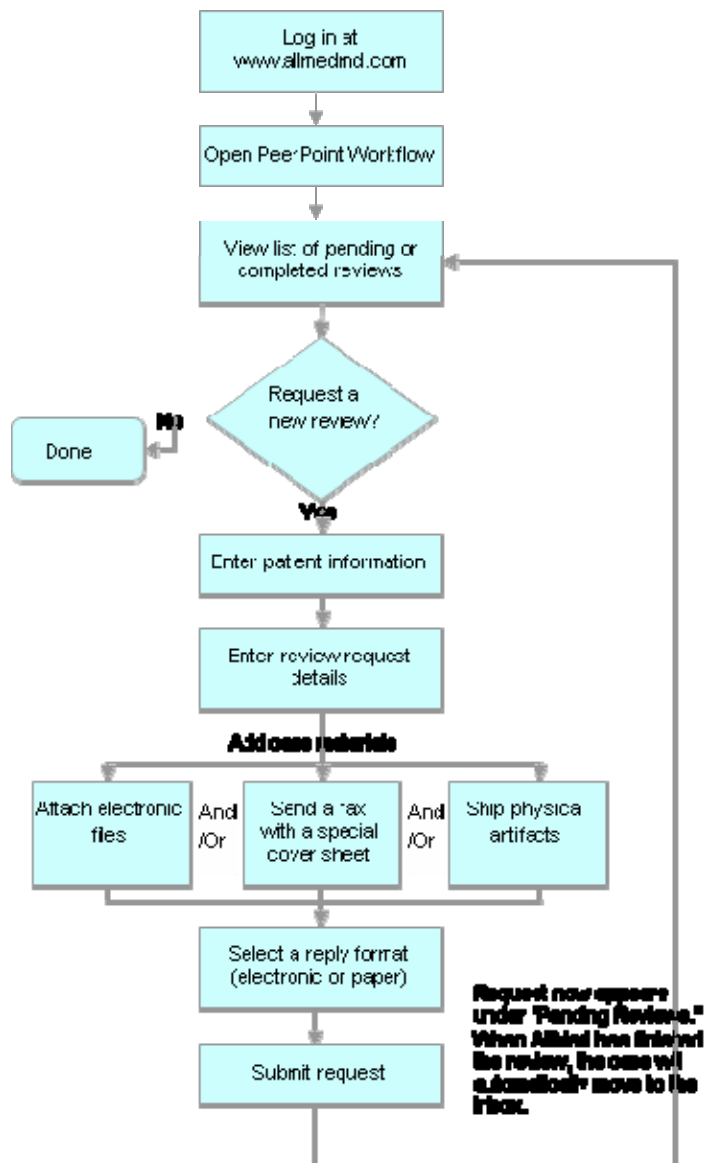 Log in at
www.allmedmd.com
Open PeerPoint Workflow
View list of pending or
completed reviews
Request a
new review?
No
Done
Yes
Enter patient information
Enter review request
details
Add case materials
Attach electronic
files
And
/Or
Send a fax
with a special
cover sheet
And
/Or
Ship physical
artifacts
Select a reply format
(electronic or paper)
Request now appears
under "Pending Reviews."
When AllMed has finished
the review, the case will
automatically move to the
Inbox.
Submit request